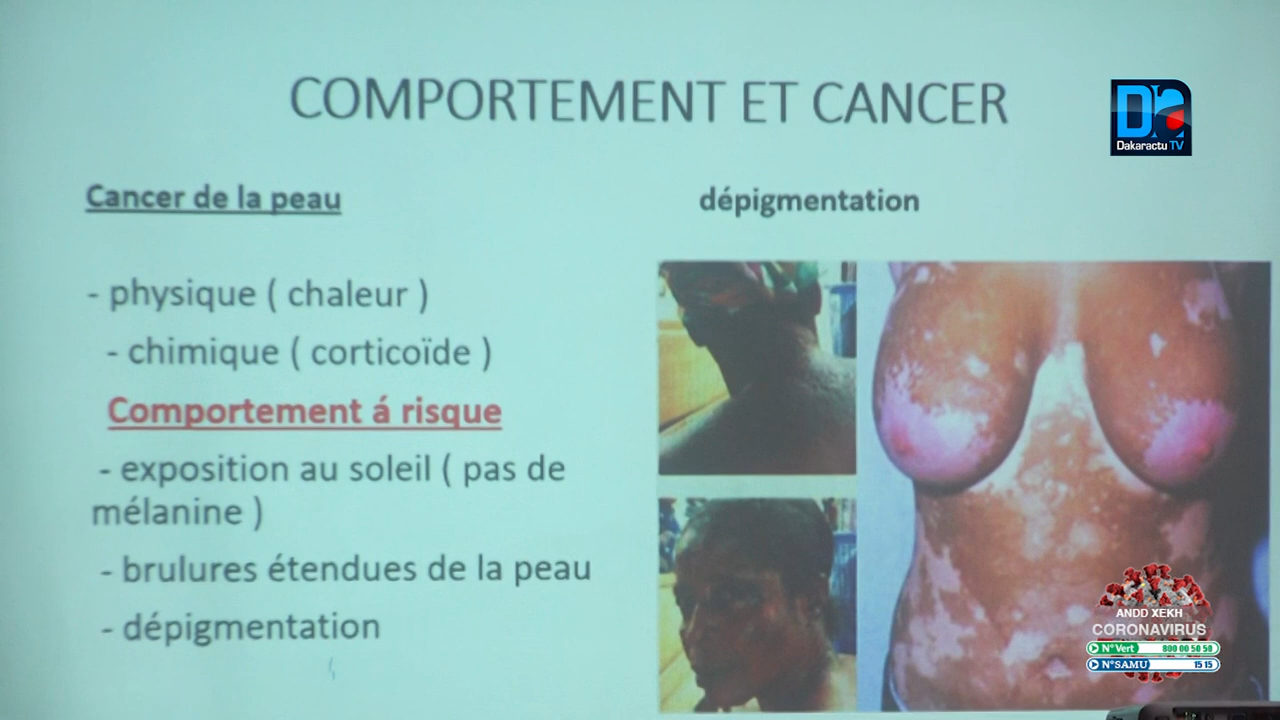 COMPORTEMENT ET CANCER
Dakaractu TV
Cancer de la peau
dépigmentation
- physique ( chaleur )
- chimique ( corticoïde )
Comportement á risque
- exposition au soleil ( pas de
mélanine )
- brulures étendues de la peau
- dépigmentation
ANDD XEKH
CORONAVIRUS
N°Vert 800 00 50 50
N°SAMU 15 15